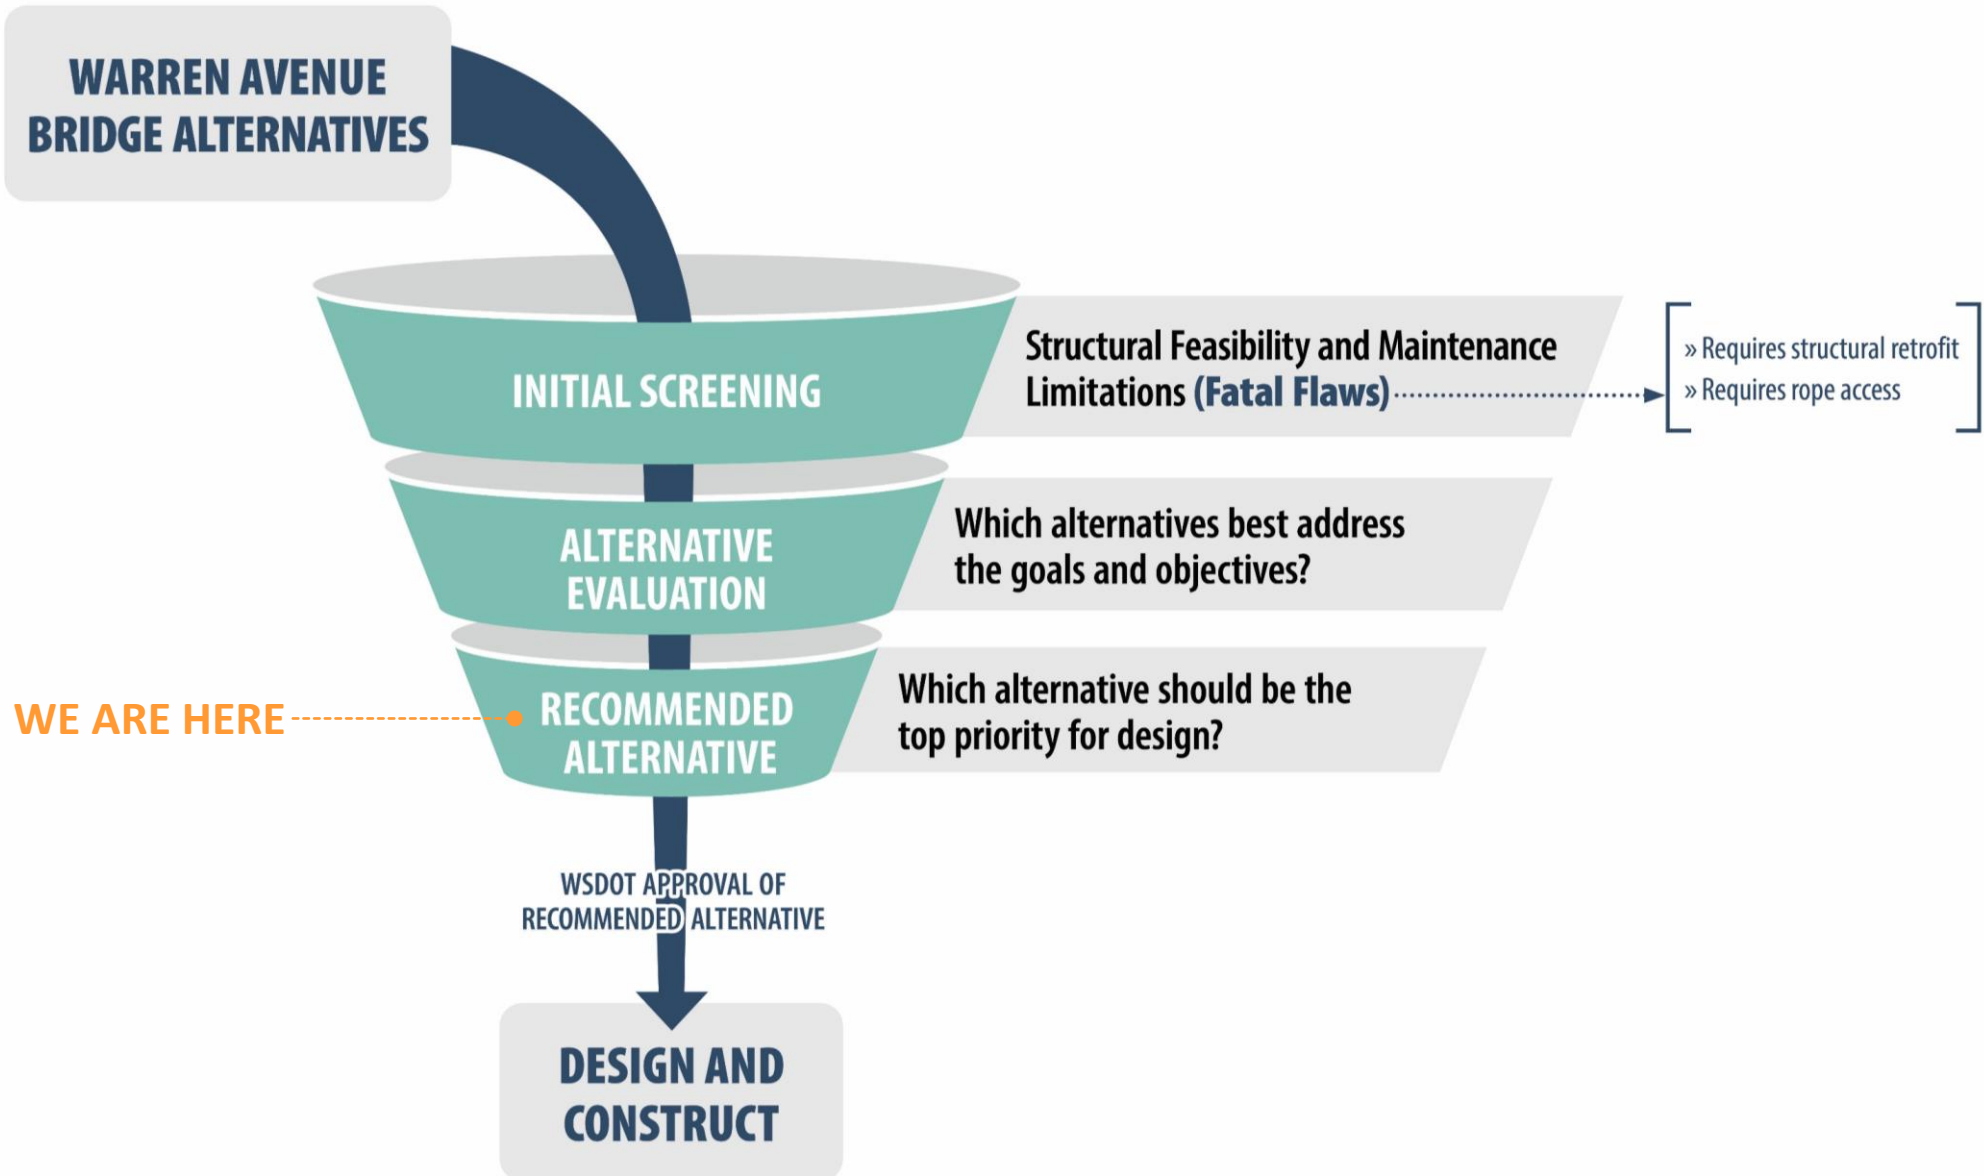 WARREN AVENUE
BRIDGE ALTERNATIVES
INITIAL SCREENING
Structural Feasibility and Maintenance
Limitations (Fatal Flaws)
» Requires structural retrofit
» Requires rope access
ALTERNATIVE
EVALUATION
Which alternatives best address
the goals and objectives?
WE ARE HERE
RECOMMENDED
ALTERNATIVE
Which alternative should be the
top priority for design?
WSDOT APPROVAL OF
RECOMMENDED ALTERNATIVE
DESIGN AND
CONSTRUCT